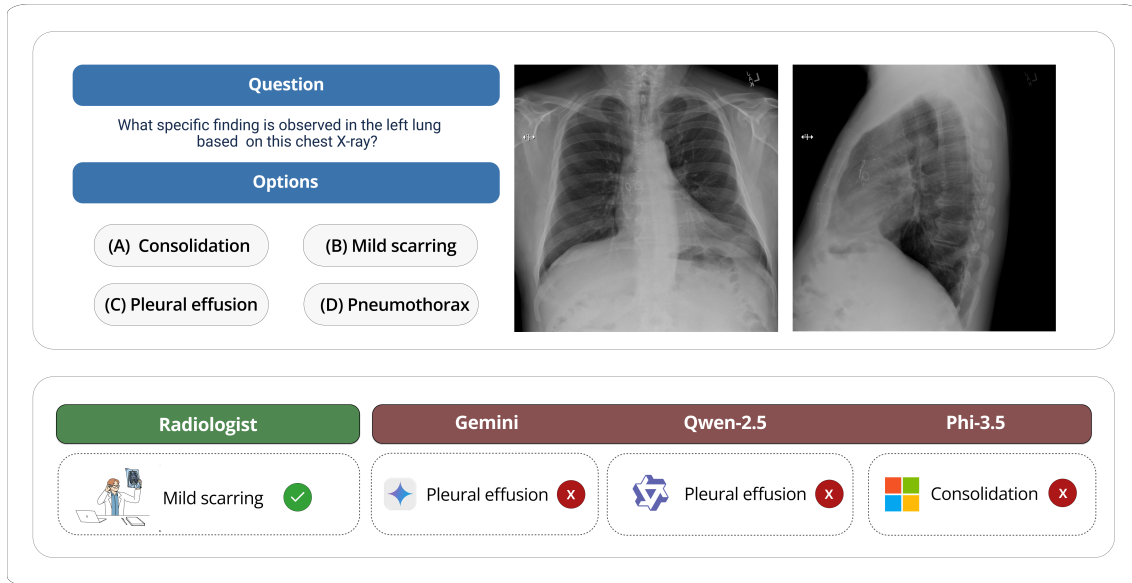 Question
What specific finding is observed in the left lung
based on this chest X-ray?
Options
(A) Consolidation
(B) Mild scarring
(C) Pleural effusion
(D) Pneumothorax
Radiologist
Gemini
Qwen-2.5
Phi-3.5
Mild scarring
Pleural effusion
X
Pleural effusion
X
Consolidation
X